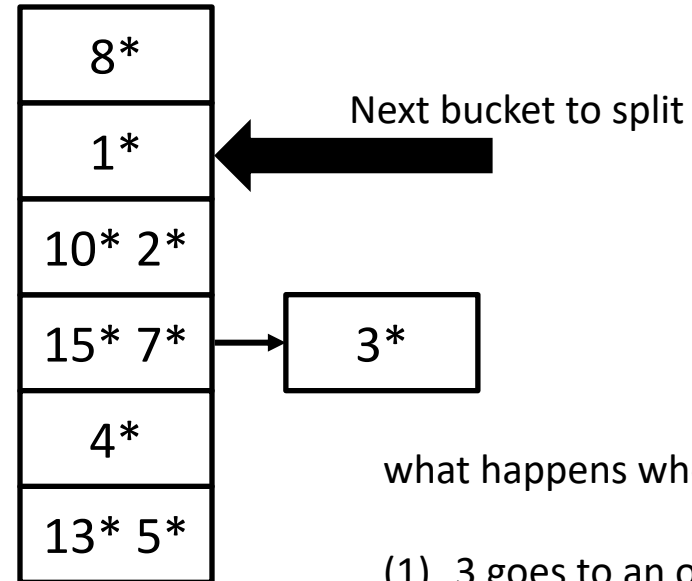 8*
Next bucket to split
1*
10* 2*
15* 7*
3*
4*
what happens
13* 5*
(1) 3 goes to an